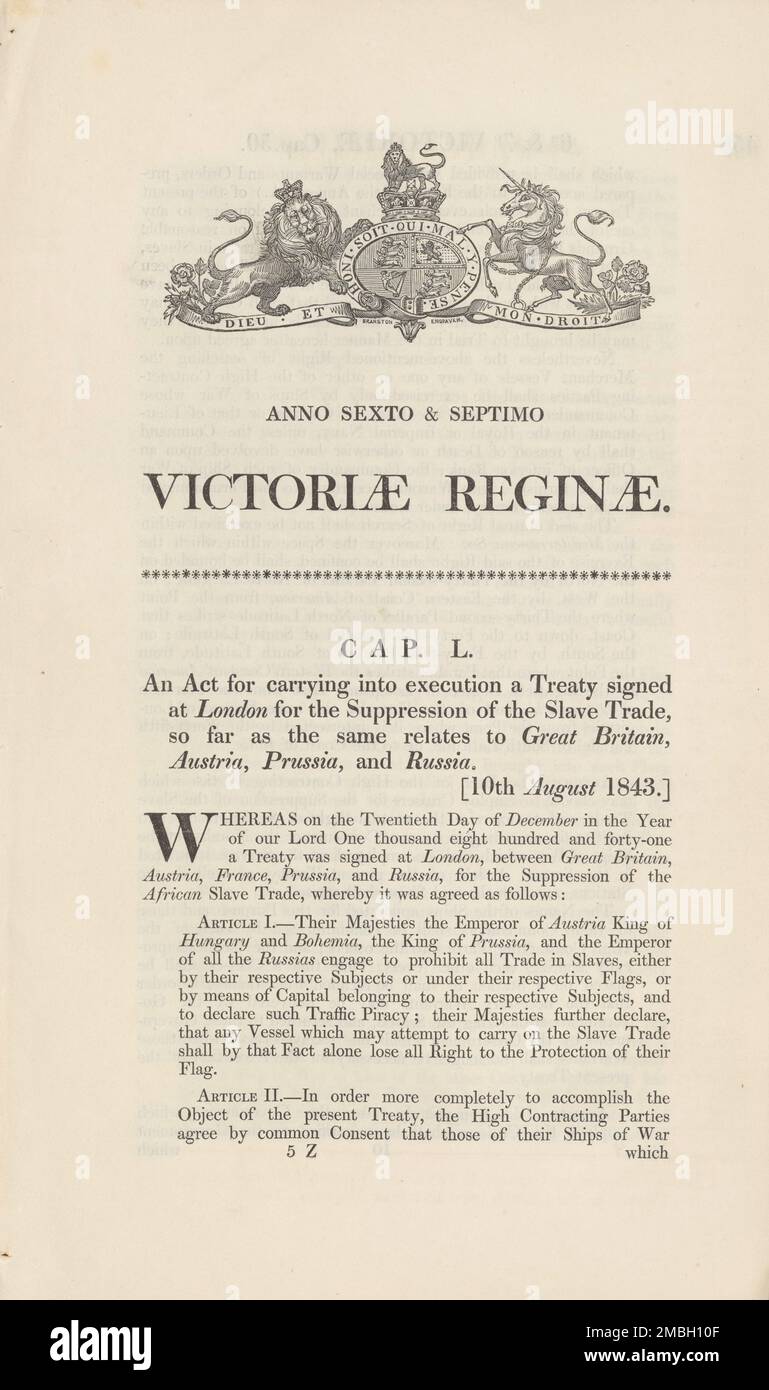 HONI·SOIT·QUI·MAL·Y·PENSE
DIEU · ET
MON·DROIT
BRANSTON ENGRAVER.
ANNO SEXTO & SEPTIMO
VICTORIÆ REGINÆ.
CAP. L.
An Act for carrying into execution a Treaty signed
at London for the Suppression of the Slave Trade,
so far as the same relates to Great Britain,
Austria, Prussia, and Russia.
[10th August 1843.]
WHEREAS on the Twentieth Day of December in the Year
of our Lord One thousand eight hundred and forty-one
a Treaty was signed at London, between Great Britain,
Austria, France, Prussia, and Russia, for the Suppression of the
African Slave Trade, whereby it was agreed as follows:
ARTICLE I.—Their Majesties the Emperor of Austria King of
Hungary and Bohemia, the King of Prussia, and the Emperor
of all the Russias engage to prohibit all Trade in Slaves, either
by their respective Subjects or under their respective Flags, or
by means of Capital belonging to their respective Subjects, and
to declare such Traffic Piracy; their Majesties further declare,
that any Vessel which may attempt to carry on the Slave Trade
shall by that Fact alone lose all Right to the Protection of their
Flag.
ARTICLE II.—In order more completely to accomplish the
Object of the present Treaty, the High Contracting Parties
agree by common Consent that those of their Ships of War
5 Z which
alamy
Image ID: 2MBH10F
www.alamy.com